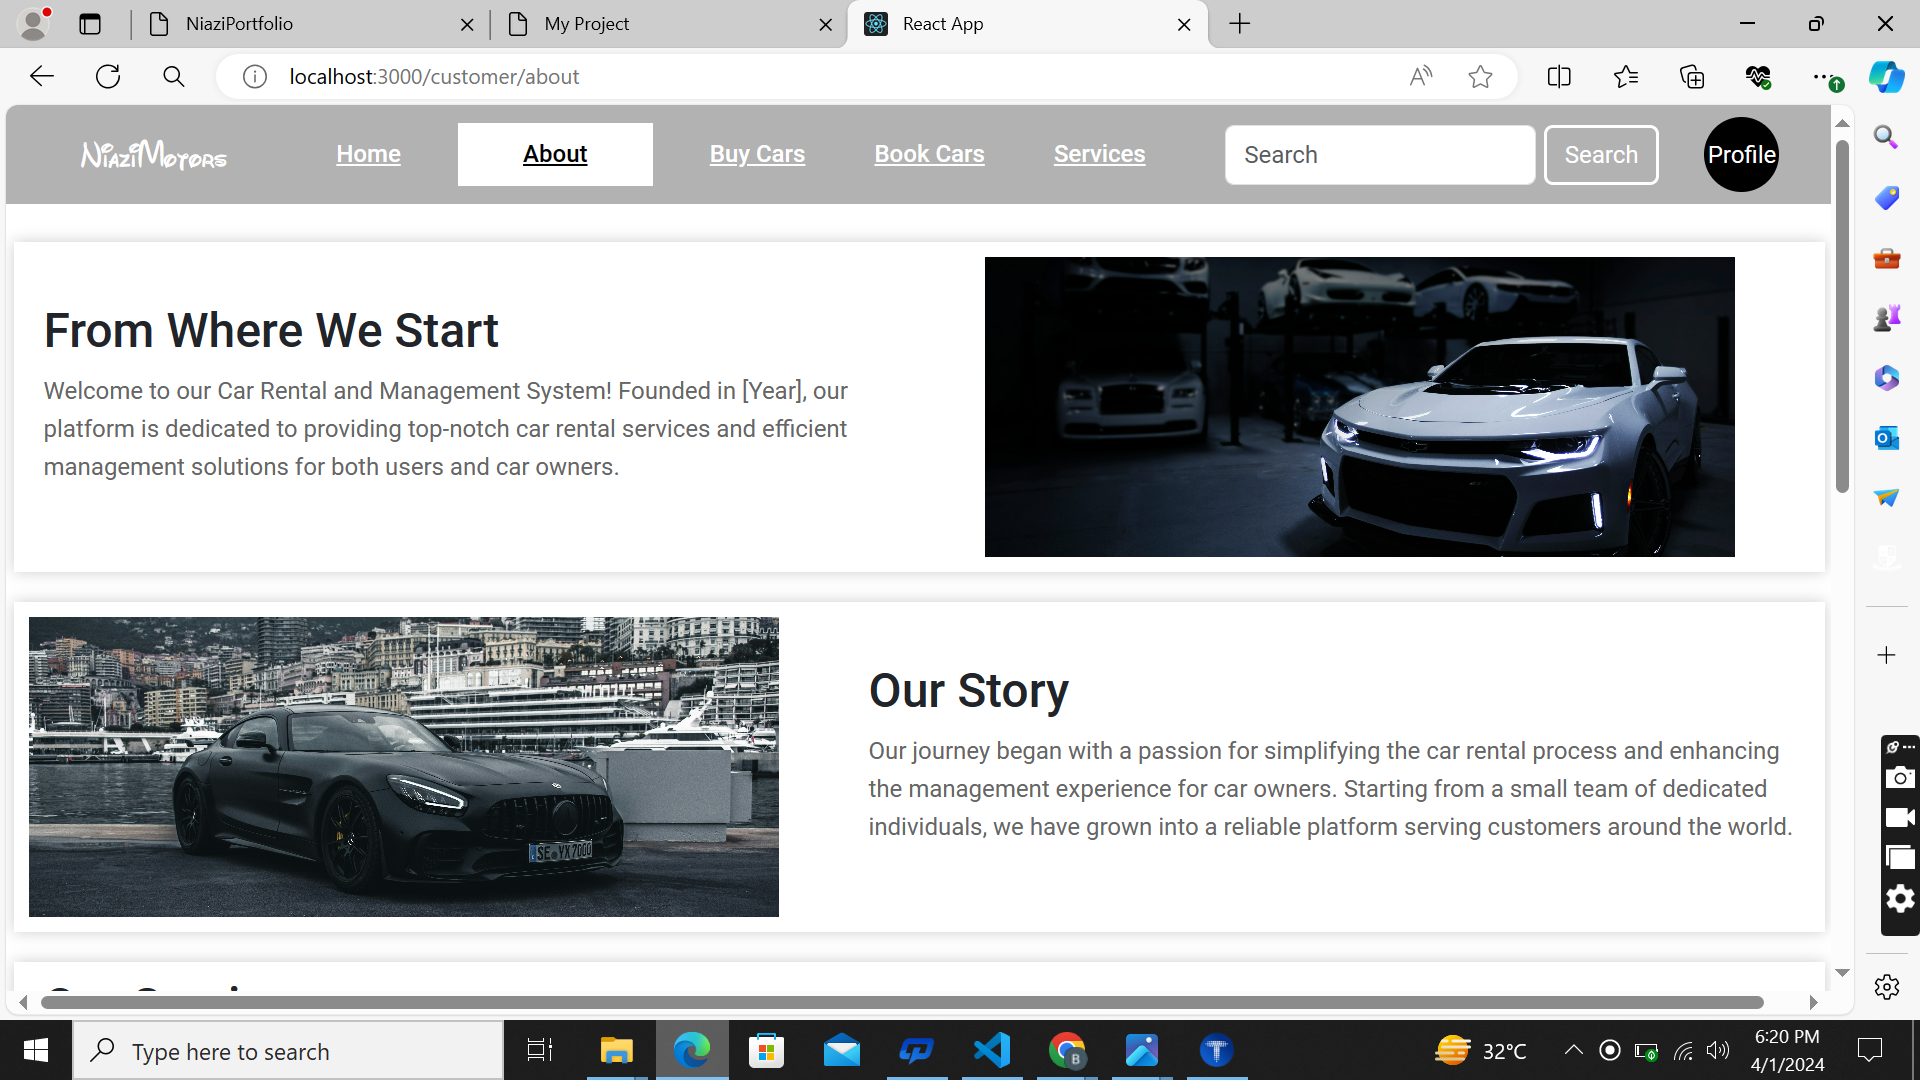 NiaziPortfolio
My Project
React App
localhost:3000/customer/about
NiaziMotors
Home
About
Buy Cars
Book Cars
Services
Search
Search
Profile
From Where We Start
Welcome to our Car Rental and Management System! Founded in [Year], our
platform is dedicated to providing top-notch car rental services and efficient
management solutions for both users and car owners.
SE YX 7000
Our Story
Our journey began with a passion for simplifying the car rental process and enhancing
the management experience for car owners. Starting from a small team of dedicated
individuals, we have grown into a reliable platform serving customers around the world.
Type here to search
32°C
6:20 PM
4/1/2024